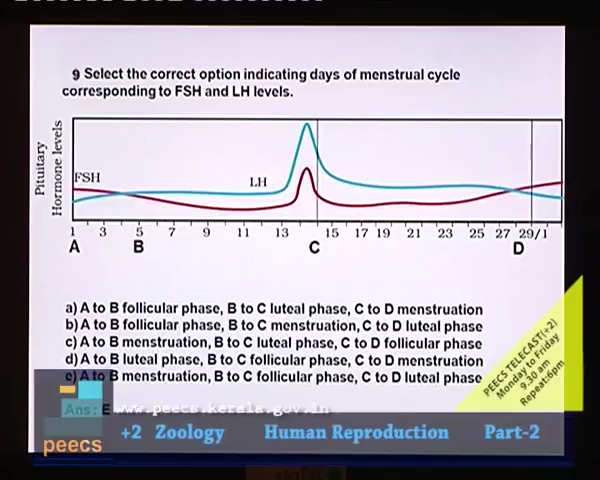 9 Select the correct option indicating days of menstrual cycle
corresponding to FSH and LH levels.
Pituitary
Hormone levels
FSH
LH
1 3 5 7 9 11 13 15 17 19 21 23 25 27 29/1
A B C D
a) A to B follicular phase, B to C luteal phase, C to D menstruation
b) A to B follicular phase, B to C menstruation, C to D luteal phase
c) A to B menstruation, B to C luteal phase, C to D follicular phase
d) A to B luteal phase, B to C follicular phase, C to D menstruation
e) A to B menstruation, B to C follicular phase, C to D luteal phase
Ans: E
www.peecs.kerala.gov.in
PEECS TELECAST(+2)
Monday to Friday
9.30 am
Repeat:6pm
peecs
+2 Zoology Human Reproduction Part-2